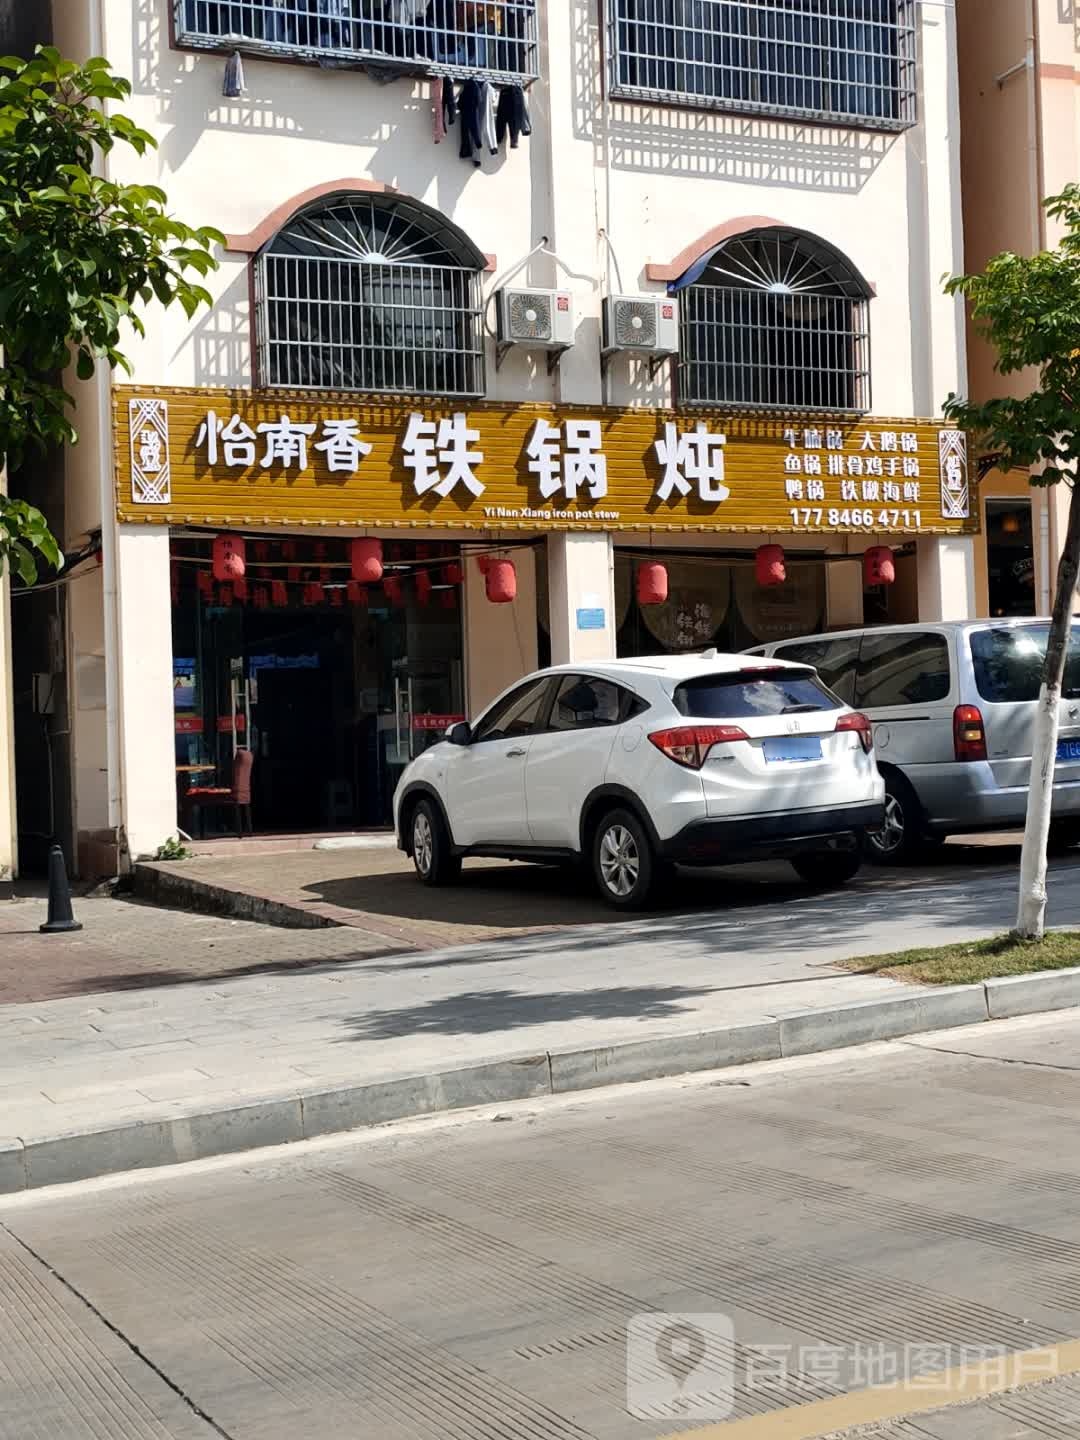 怡南香 铁锅炖
Yi Nan Xiang iron pot stew
牛腩锅 大鹅锅
鱼锅 排骨鸡手锅
鸭锅 铁锹海鲜
177 8466 4711
百度地图用户